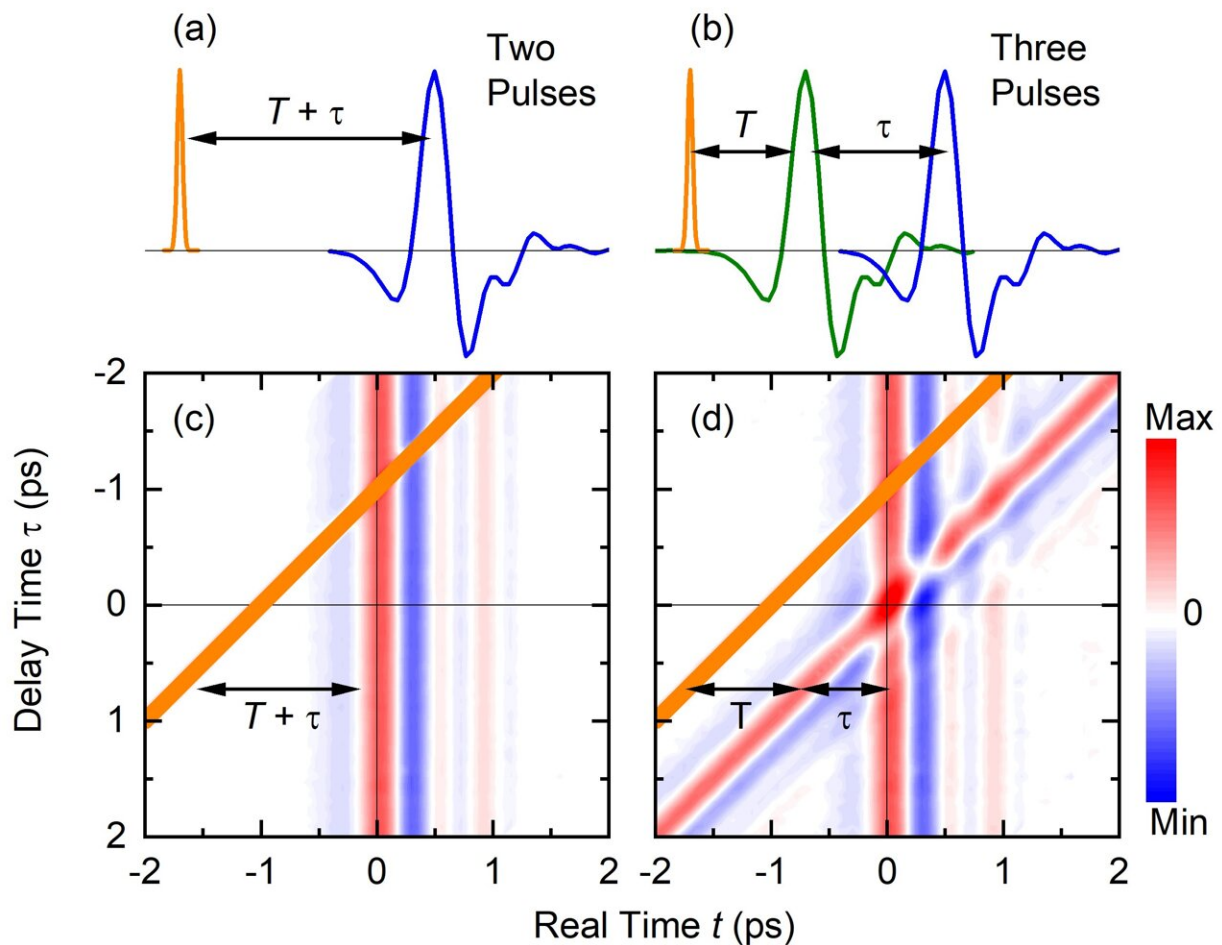 (a)
Two
Pulses
T + τ
(b)
Three
Pulses
T
τ
Delay Time τ (ps)
-2
-1
0
1
2
(c)
T + τ
-2
-1
0
1
2
(d)
T
τ
-2
-1
0
1
2
Max
0
Min
Real Time t (ps)